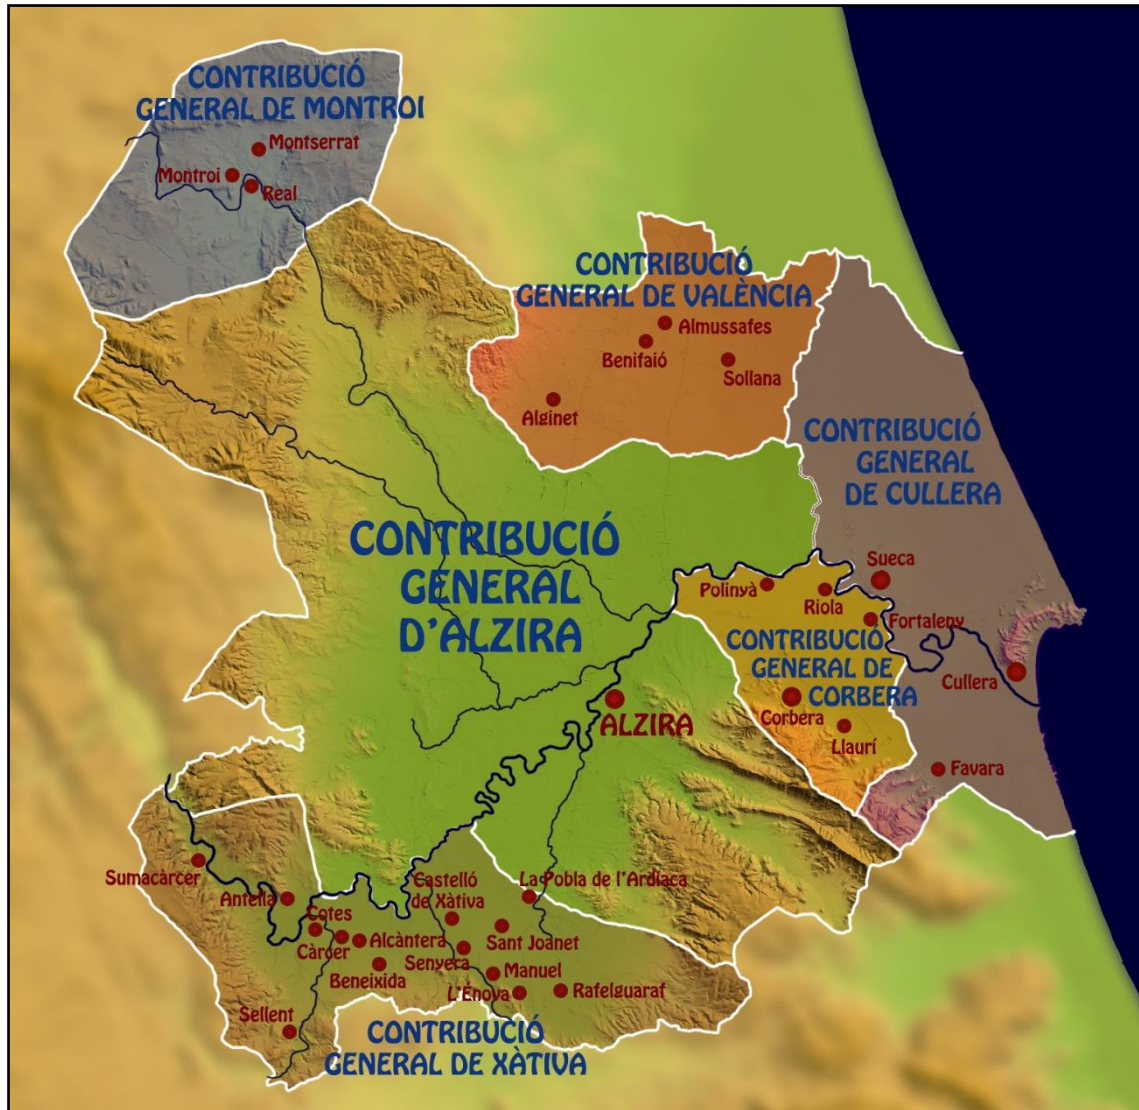 CONTRIBUCIÓ
GENERAL DE MONTROI
Montserrat
Montroi
Real
CONTRIBUCIÓ
GENERAL DE VALÈNCIA
Almussafes
Benifaió
Sollana
Alginet
CONTRIBUCIÓ
GENERAL
DE CULLERA
CONTRIBUCIÓ
GENERAL
D'ALZIRA
Sueca
Polinyà
Riola
Fortaleny
CONTRIBUCIÓ
GENERAL DE
CORBERA
Cullera
Corbera
ALZIRA
Llaurí
Favara
Sumacàrcer
Antella
Castelló
de Xàtiva
La Pobla de l'Ardiaca
Cotes
Càrcer
Alcàntera
Sant Joanet
Senyera
Beneixida
Manuel
L'Énova
Rafelguaraf
Sellent
CONTRIBUCIÓ
GENERAL DE XÀTIVA